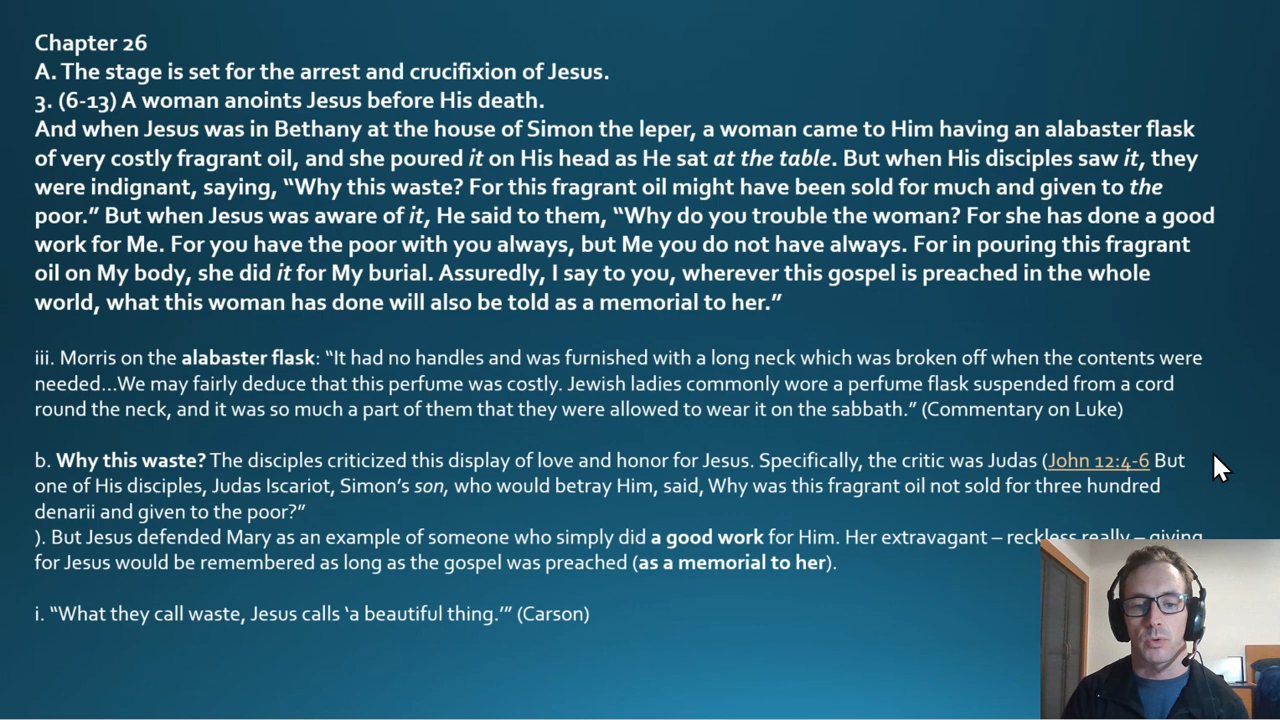 Chapter 26
A. The stage is set for the arrest and crucifixion of Jesus.
3. (6-13) A woman anoints Jesus before His death.
And when Jesus was in Bethany at the house of Simon the leper, a woman came to Him having an alabaster flask
of very costly fragrant oil, and she poured it on His head as He sat at the table. But when His disciples saw it, they
were indignant, saying, “Why this waste? For this fragrant oil might have been sold for much and given to the
poor.” But when Jesus was aware of it, He said to them, “Why do you trouble the woman? For she has done a good
work for Me. For you have the poor with you always, but Me you do not have always. For in pouring this fragrant
oil on My body, she did it for My burial. Assuredly, I say to you, wherever this gospel is preached in the whole
world, what this woman has done will also be told as a memorial to her.”
iii. Morris on the alabaster flask: “It had no handles and was furnished with a long neck which was broken off when the contents were
needed…We may fairly deduce that this perfume was costly. Jewish ladies commonly wore a perfume flask suspended from a cord
round the neck, and it was so much a part of them that they were allowed to wear it on the sabbath.” (Commentary on Luke)
b. Why this waste? The disciples criticized this display of love and honor for Jesus. Specifically, the critic was Judas (John 12:4-6 But
one of His disciples, Judas Iscariot, Simon’s son, who would betray Him, said, Why was this fragrant oil not sold for three hundred
denarii and given to the poor?”
). But Jesus defended Mary as an example of someone who simply did a good work for Him. Her extravagant – reckless really – giving
for Jesus would be remembered as long as the gospel was preached (as a memorial to her).
i. “What they call waste, Jesus calls ‘a beautiful thing.’” (Carson)